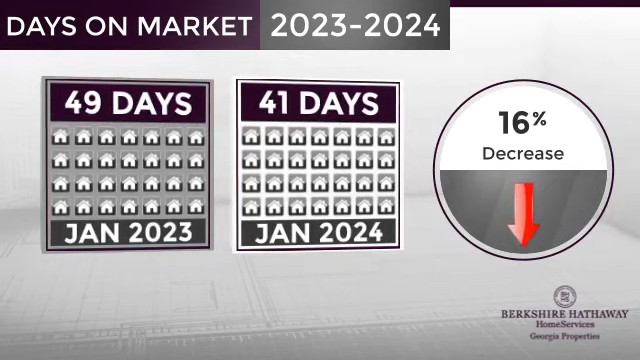 DAYS ON MARKET 2023-2024
49 DAYS
JAN 2023
41 DAYS
JAN 2024
16%
Decrease
BERKSHIRE HATHAWAY
HomeServices
Georgia Properties